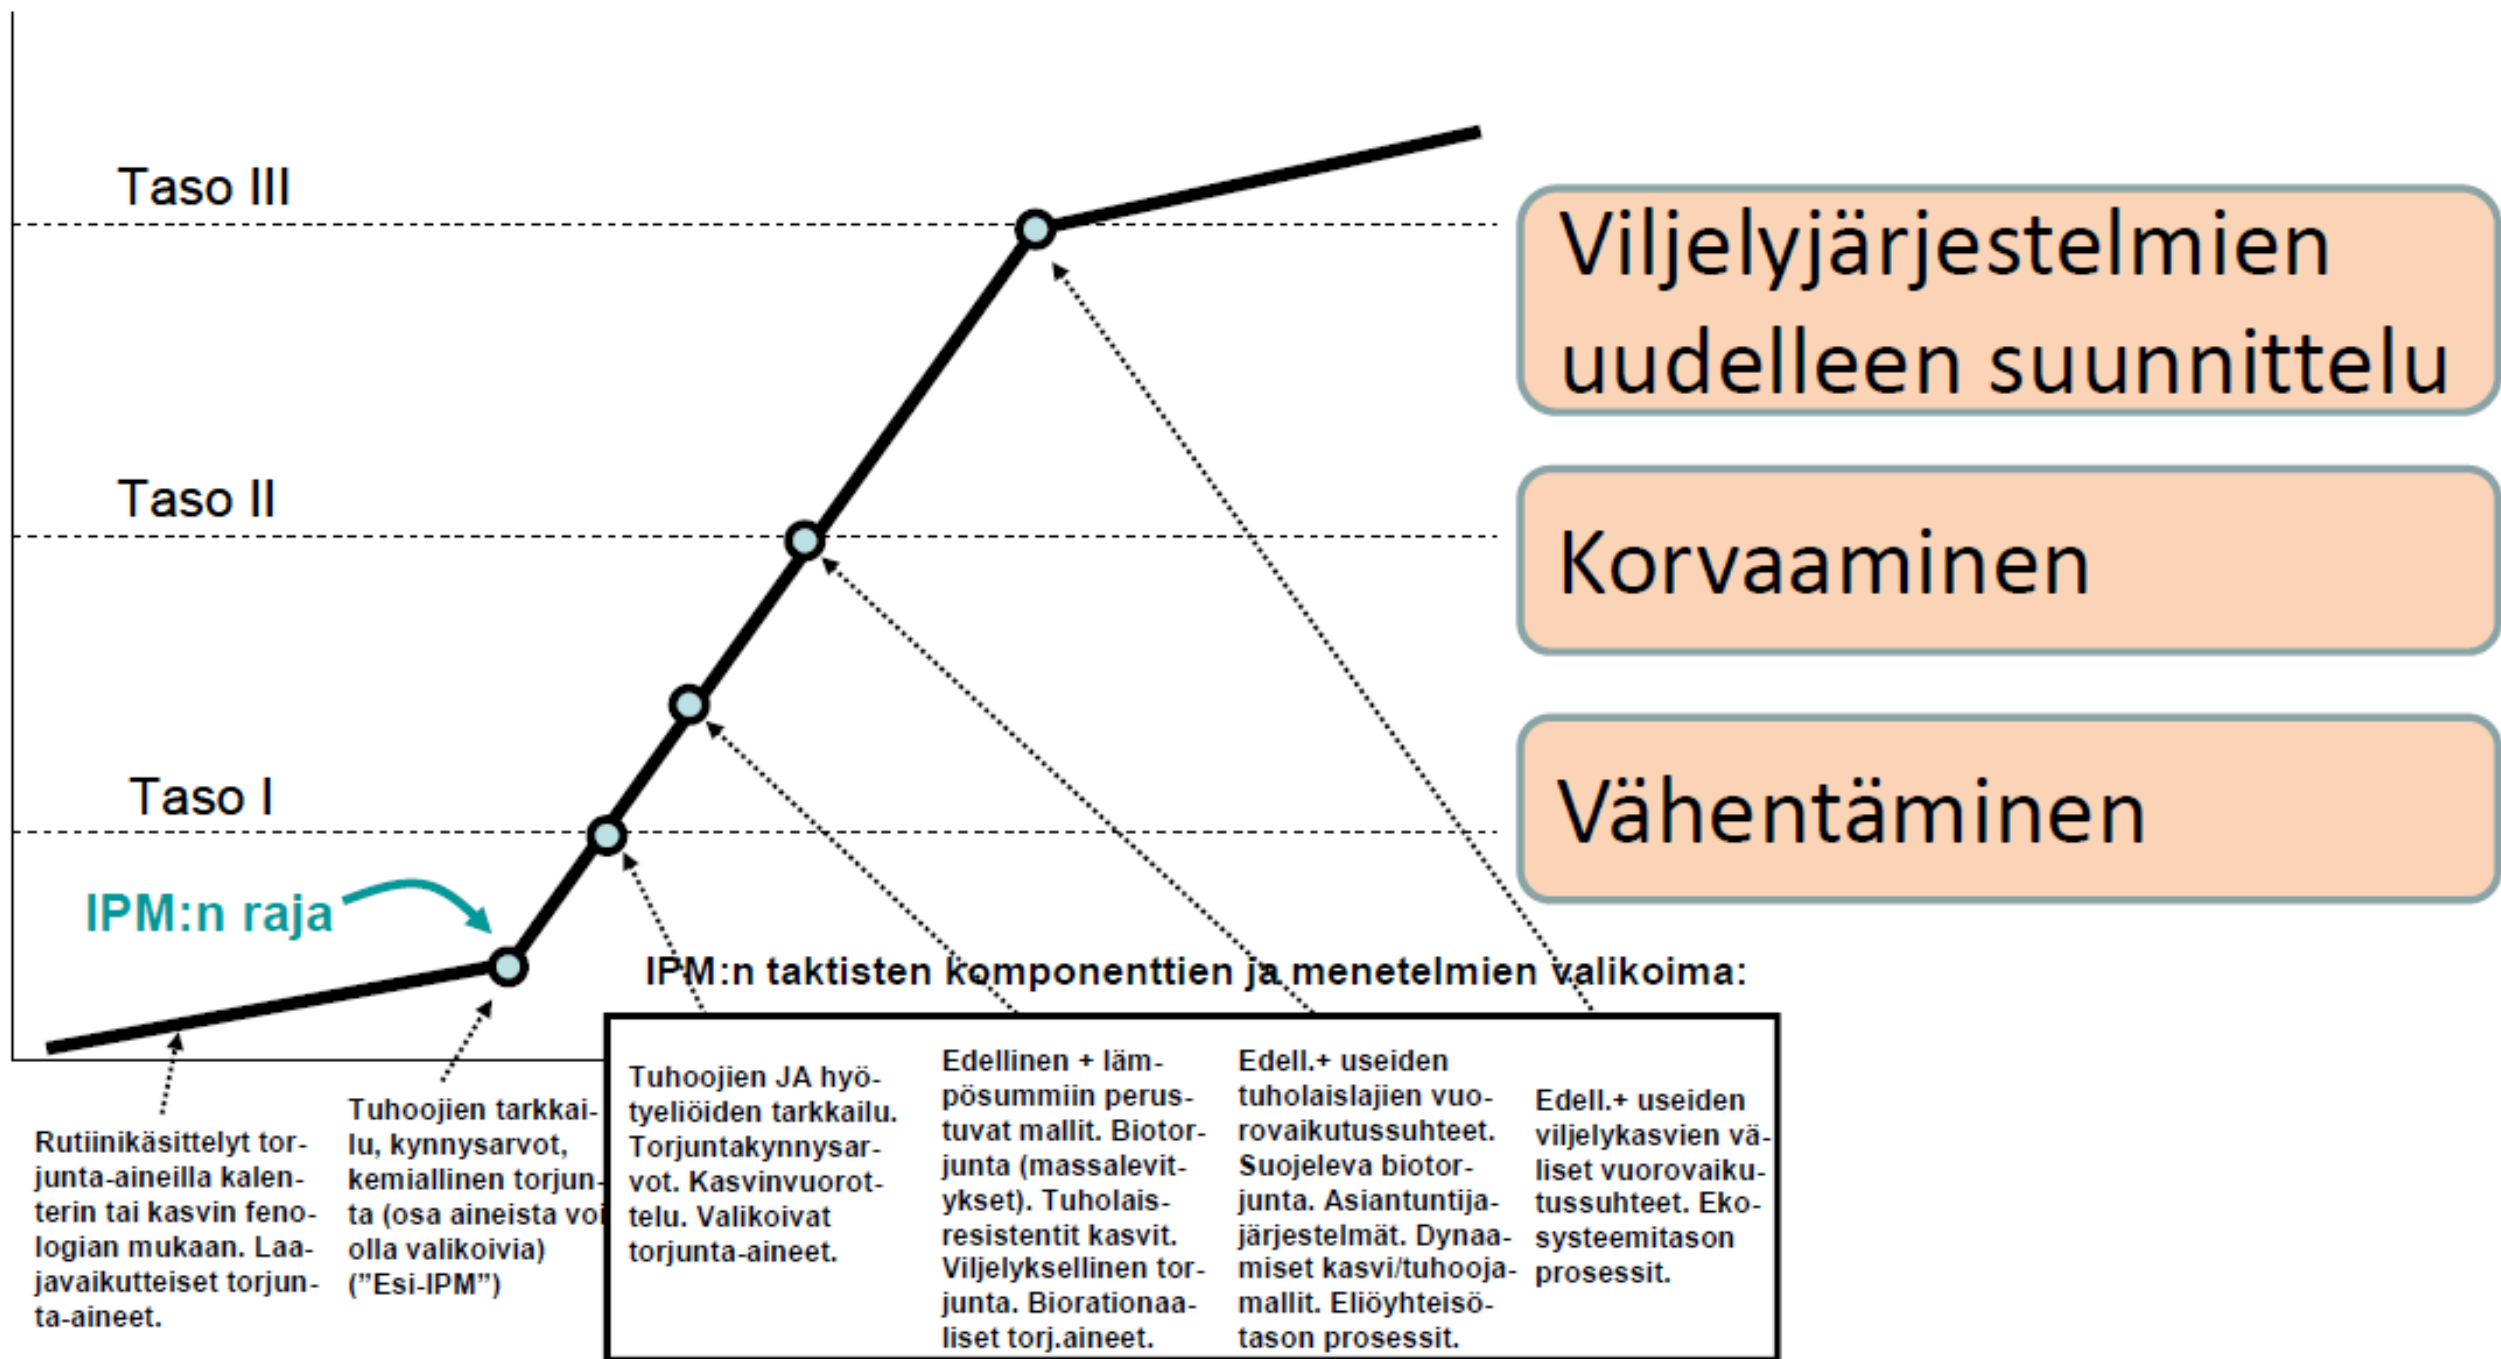 Taso III
Taso II
Taso I
IPM:n raja
Viljelyjärjestelmien
uudelleen suunnittelu
Korvaaminen
Vähentäminen
IPM:n taktisten komponenttien ja menetelmien valikoima:
Rutiinikäsittelyt tor-
junta-aineilla kalen-
terin tai kasvin feno-
logian mukaan. Laa-
javaikutteiset torjun-
ta-aineet.
Tuhoojien tarkkai-
lu, kynnysarvot,
kemiallinen torjun-
ta (osa aineista voi
olla valikoivia)
("Esi-IPM")
Tuhoojien JA hyö-
tyeliöiden tarkkailu.
Torjuntakynnysar-
vot. Kasvinvuorot-
telu. Valikoivat
torjunta-aineet.
Edellinen + läm-
pösummiin perus-
tuvat mallit. Biotor-
junta (massalevit-
ykset). Tuholais-
resistentit kasvit.
Viljelyksellinen tor-
junta. Biorationaa-
liset torj.aineet.
Edell.+ useiden
tuholaislajien vuo-
rovaikutussuhteet.
Suojeleva biotor-
junta. Asiantuntija-
järjestelmät. Dynaa-
miset kasvi/tuhooja-
mallit. Eliöyhteisö-
tason prosessit.
Edell.+ useiden
viljelykasvien vä-
liset vuorovaiku-
tussuhteet. Eko-
systeemitason
prosessit.